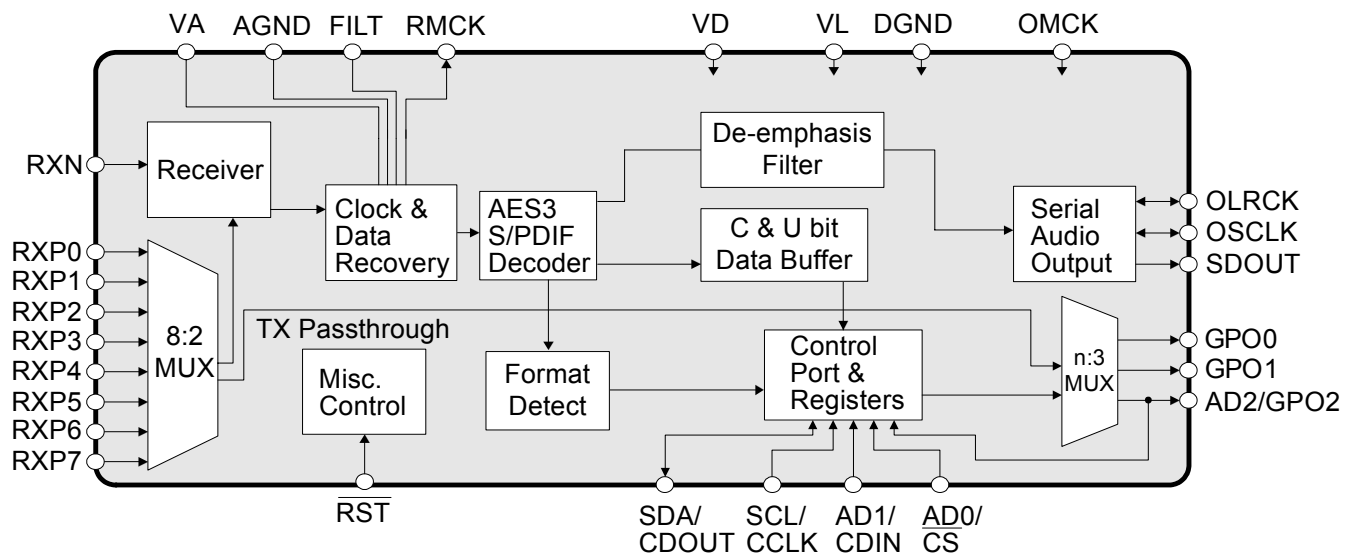 VA
AGND
FILT
RMCK
VD
VL
DGND
OMCK
RXN
Receiver
Clock &
Data
Recovery
AES3
S/PDIF
Decoder
De-emphasis
Filter
C & U bit
Data Buffer
Serial
Audio
Output
OLRCK
OSCLK
SDOUT
RXP0
RXP1
RXP2
RXP3
RXP4
RXP5
RXP6
RXP7
8:2
MUX
TX Passthrough
Misc.
Control
Format
Detect
Control
Port &
Registers
n:3
MUX
GPO0
GPO1
AD2/GPO2
RST
SDA/
CDOUT
SCL/
CCLK
AD1/
CDIN
AD0/
CS